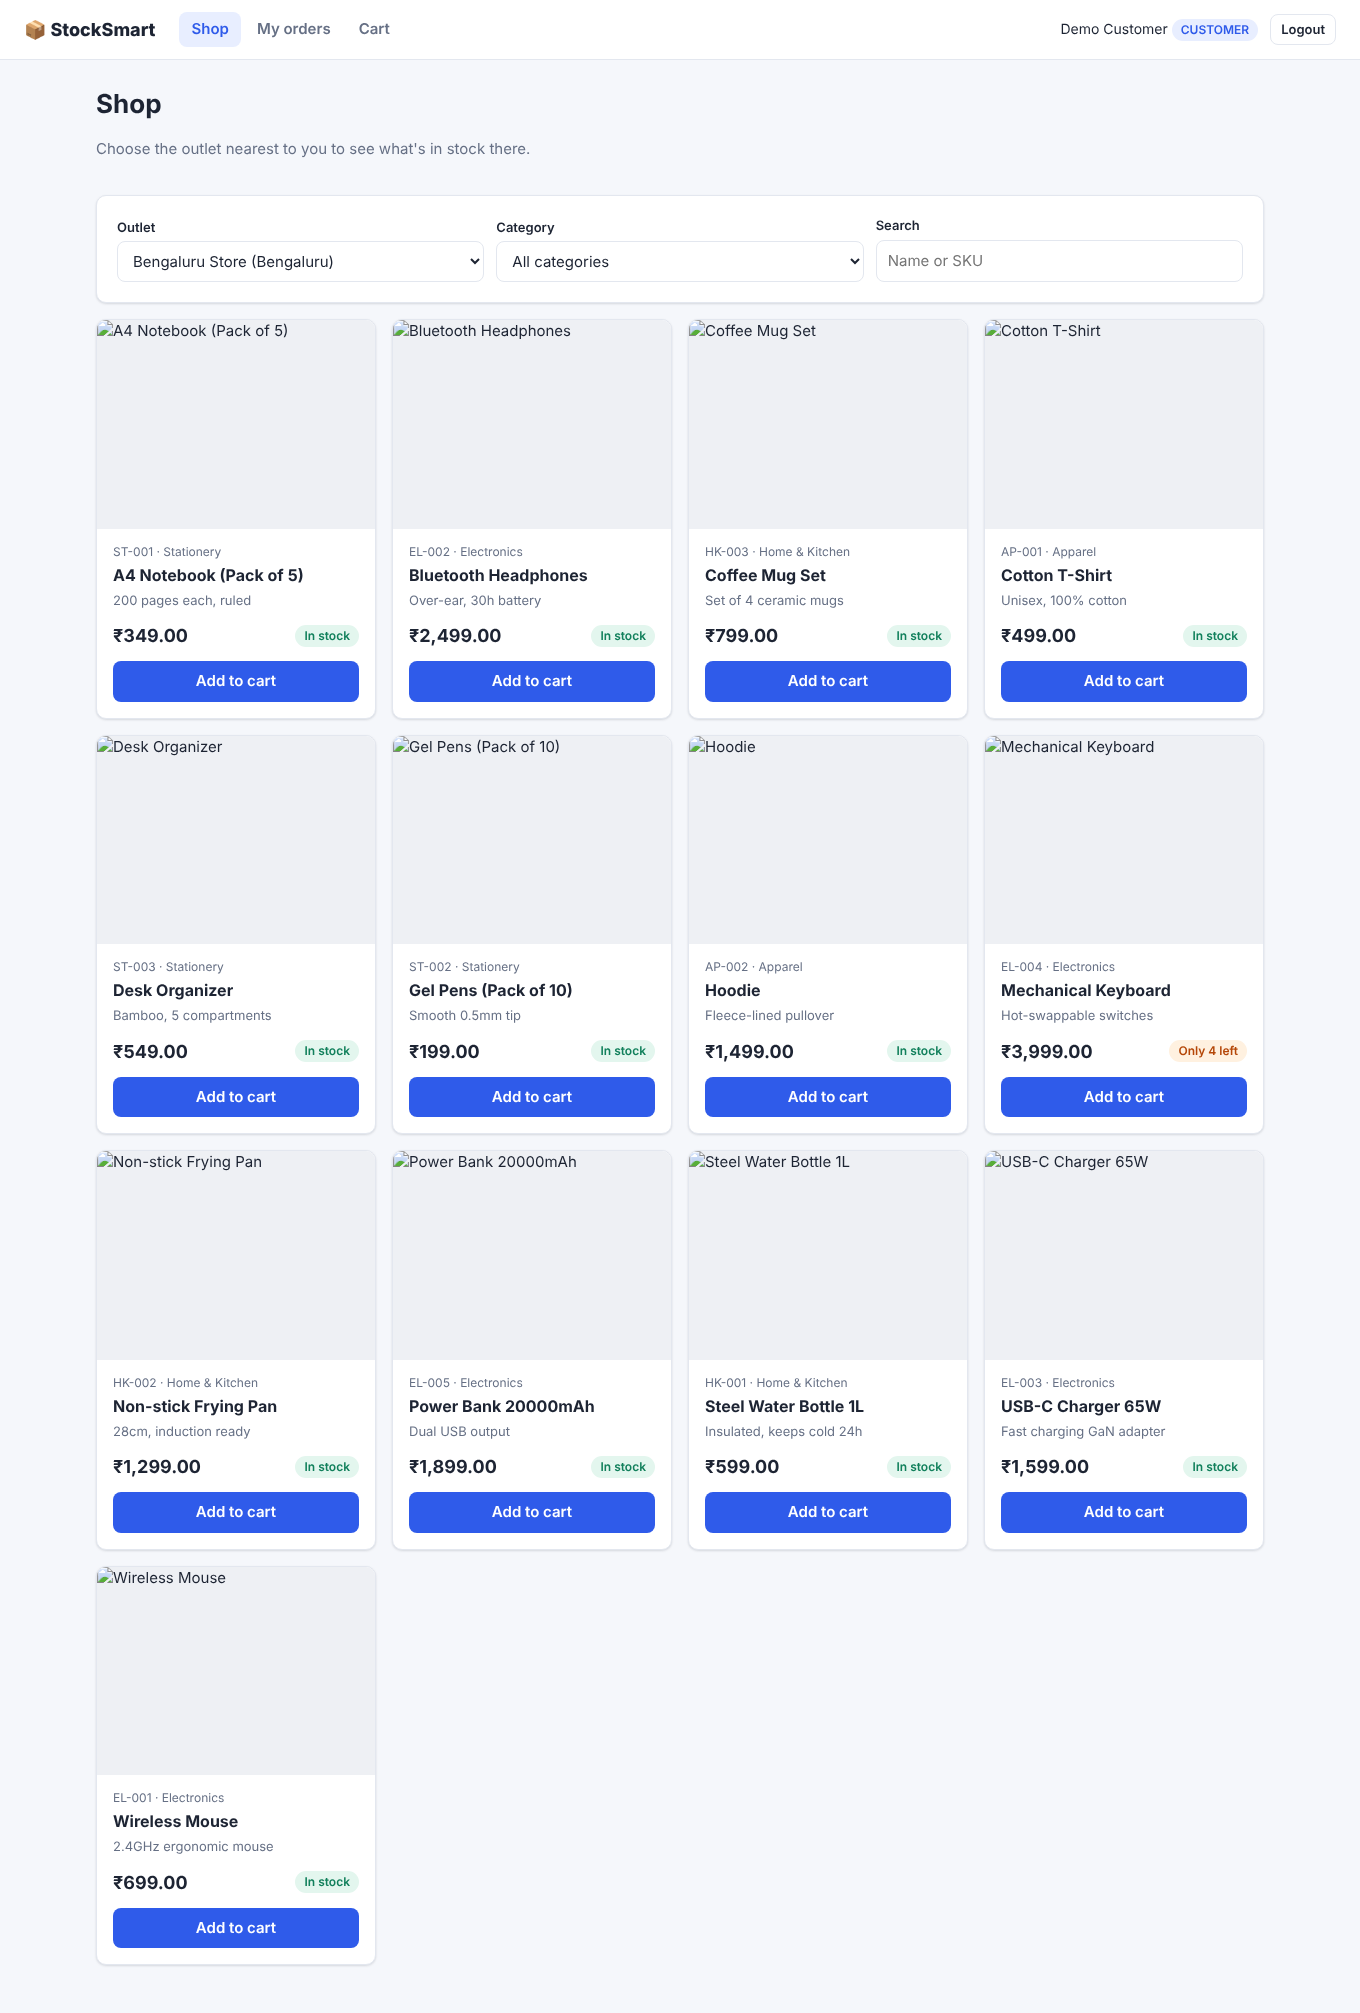 📦 StockSmart
Shop
My orders
Cart
Demo Customer
CUSTOMER
Logout
Shop
Choose the outlet nearest to you to see what's in stock there.
Outlet
Bengaluru Store (Bengaluru)
Category
All categories
Search
Name or SKU
A4 Notebook (Pack of 5)
ST-001 · Stationery
A4 Notebook (Pack of 5)
200 pages each, ruled
₹349.00
In stock
Add to cart
Bluetooth Headphones
EL-002 · Electronics
Bluetooth Headphones
Over-ear, 30h battery
₹2,499.00
In stock
Add to cart
Coffee Mug Set
HK-003 · Home & Kitchen
Coffee Mug Set
Set of 4 ceramic mugs
₹799.00
In stock
Add to cart
Cotton T-Shirt
AP-001 · Apparel
Cotton T-Shirt
Unisex, 100% cotton
₹499.00
In stock
Add to cart
Desk Organizer
ST-003 · Stationery
Desk Organizer
Bamboo, 5 compartments
₹549.00
In stock
Add to cart
Gel Pens (Pack of 10)
ST-002 · Stationery
Gel Pens (Pack of 10)
Smooth 0.5mm tip
₹199.00
In stock
Add to cart
Hoodie
AP-002 · Apparel
Hoodie
Fleece-lined pullover
₹1,499.00
In stock
Add to cart
Mechanical Keyboard
EL-004 · Electronics
Mechanical Keyboard
Hot-swappable switches
₹3,999.00
Only 4 left
Add to cart
Non-stick Frying Pan
HK-002 · Home & Kitchen
Non-stick Frying Pan
28cm, induction ready
₹1,299.00
In stock
Add to cart
Power Bank 20000mAh
EL-005 · Electronics
Power Bank 20000mAh
Dual USB output
₹1,899.00
In stock
Add to cart
Steel Water Bottle 1L
HK-001 · Home & Kitchen
Steel Water Bottle 1L
Insulated, keeps cold 24h
₹599.00
In stock
Add to cart
USB-C Charger 65W
EL-003 · Electronics
USB-C Charger 65W
Fast charging GaN adapter
₹1,599.00
In stock
Add to cart
Wireless Mouse
EL-001 · Electronics
Wireless Mouse
2.4GHz ergonomic mouse
₹699.00
In stock
Add to cart